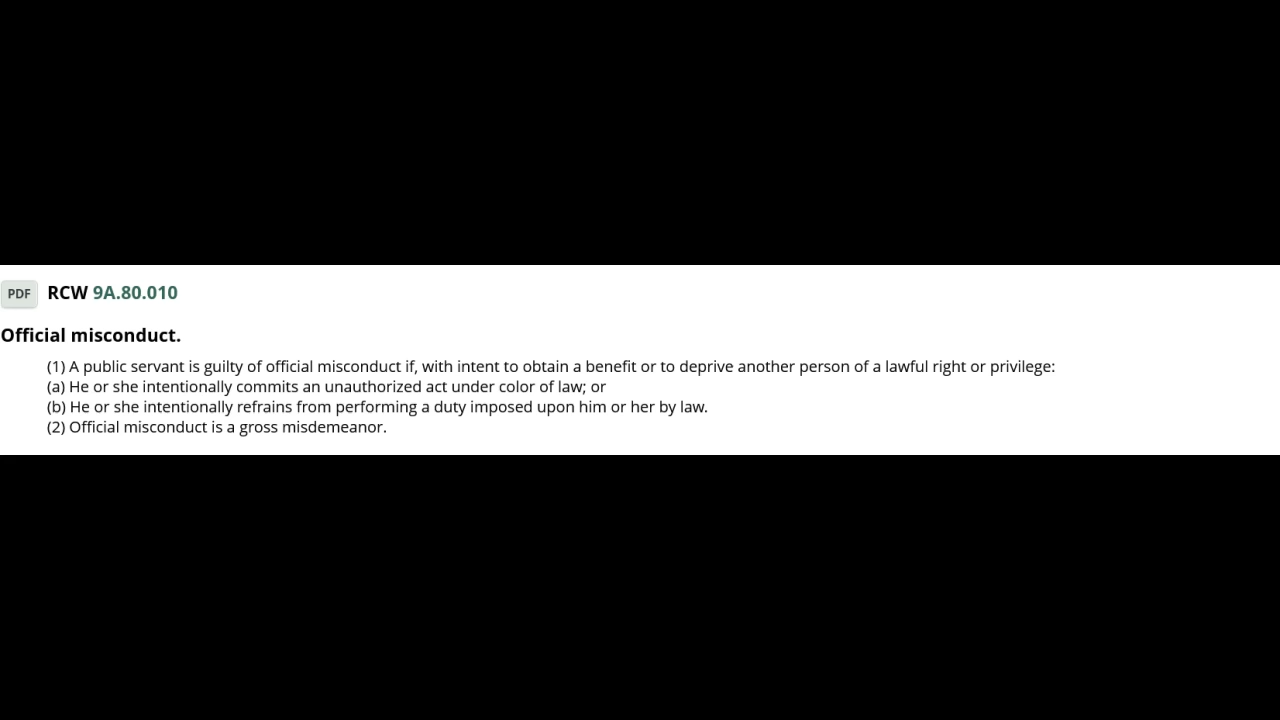 PDF RCW 9A.80.010
Official misconduct.
(1) A public servant is guilty of official misconduct if, with intent to obtain a benefit or to deprive another person of a lawful right or privilege:
(a) He or she intentionally commits an unauthorized act under color of law; or
(b) He or she intentionally refrains from performing a duty imposed upon him or her by law.
(2) Official misconduct is a gross misdemeanor.